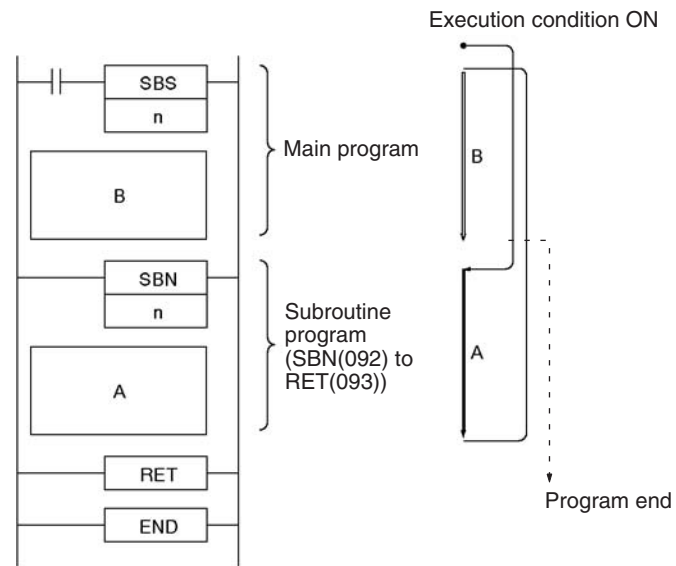 Execution condition ON
SBS
n
Main program
B
B
SBN
n
Subroutine
program
(SBN(092) to
RET(093))
A
A
RET
Program end
END